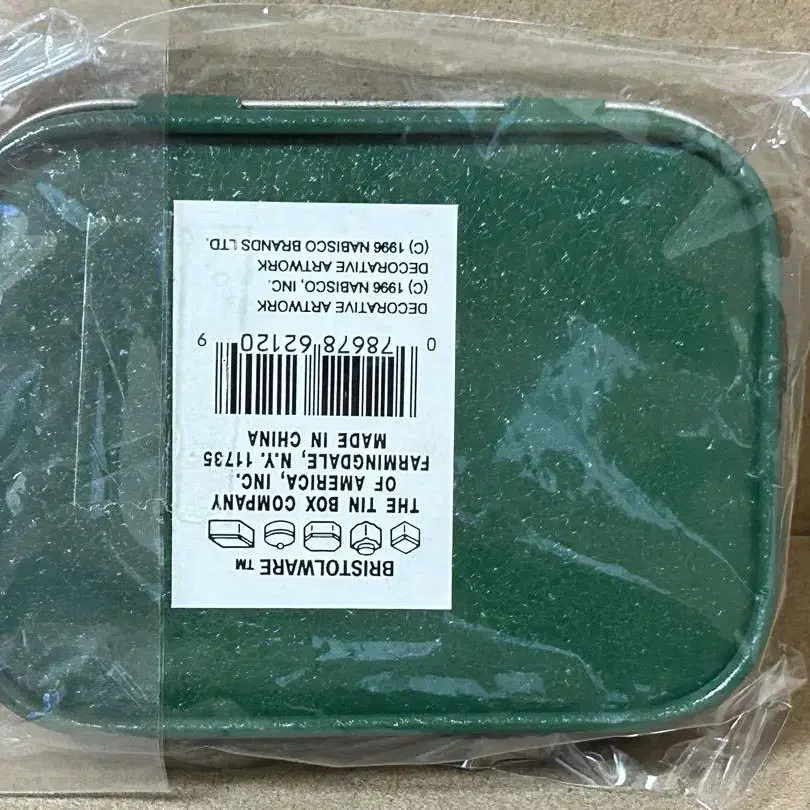 BRISTOLWARE ™
THE TIN BOX COMPANY
OF AMERICA, INC.
FARMINGDALE, N.Y. 11735
MADE IN CHINA
0 78678 62120 9
DECORATIVE ARTWORK
(C) 1996 NABISCO, INC.
DECORATIVE ARTWORK
(C) 1996 NABISCO BRANDS LTD.